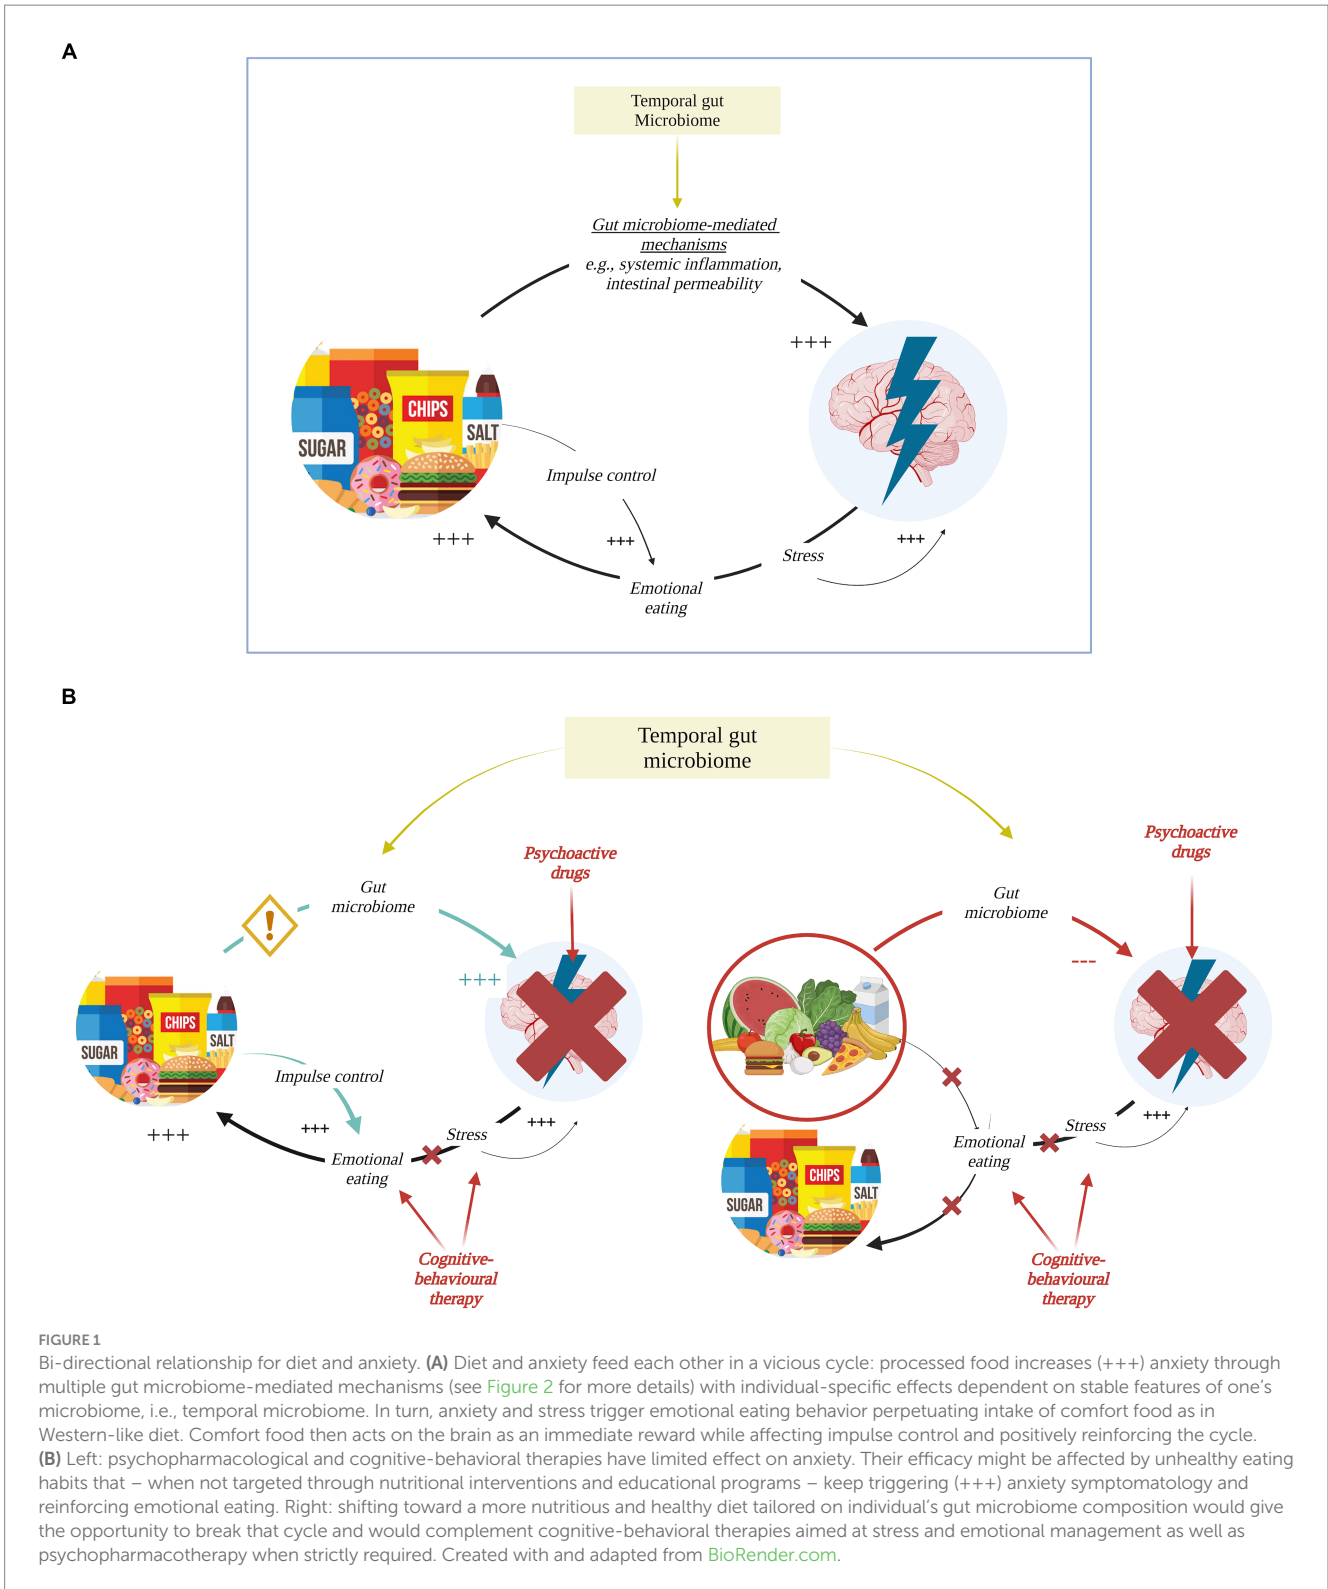 A
Temporal gut
Microbiome
Gut microbiome-mediated
mechanisms
e.g., systemic inflammation,
intestinal permeability
+++
CHIPS
SUGAR
SALT
Impulse control
+++
+++
Stress
+++
Emotional
eating
B
Temporal gut
microbiome
Psychoactive
drugs
Gut
microbiome
+++
CHIPS
SUGAR
SALT
Impulse control
+++
+++
Stress
+++
Emotional
eating
Cognitive-
behavioural
therapy
Psychoactive
drugs
Gut
microbiome
---
Emotional
eating
Stress
+++
CHIPS
SUGAR
SALT
Cognitive-
behavioural
therapy
FIGURE 1
Bi-directional relationship for diet and anxiety. (A) Diet and anxiety feed each other in a vicious cycle: processed food increases (+++) anxiety through
multiple gut microbiome-mediated mechanisms (see Figure 2 for more details) with individual-specific effects dependent on stable features of one's
microbiome, i.e., temporal microbiome. In turn, anxiety and stress trigger emotional eating behavior perpetuating intake of comfort food as in
Western-like diet. Comfort food then acts on the brain as an immediate reward while affecting impulse control and positively reinforcing the cycle.
(B) Left: psychopharmacological and cognitive-behavioral therapies have limited effect on anxiety. Their efficacy might be affected by unhealthy eating
habits that – when not targeted through nutritional interventions and educational programs – keep triggering (+++) anxiety symptomatology and
reinforcing emotional eating. Right: shifting toward a more nutritious and healthy diet tailored on individual's gut microbiome composition would give
the opportunity to break that cycle and would complement cognitive-behavioral therapies aimed at stress and emotional management as well as
psychopharmacotherapy when strictly required. Created with and adapted from BioRender.com.